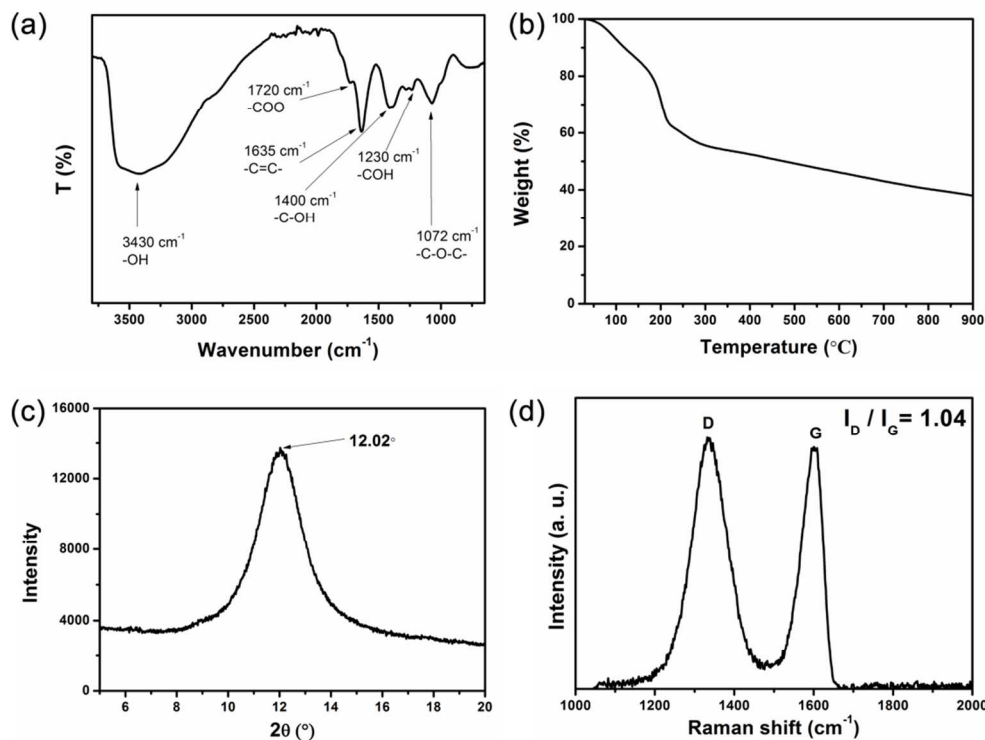 (a)
1720 cm⁻¹
-COO
1635 cm⁻¹
-C=C-
1230 cm⁻¹
-COH
1400 cm⁻¹
-C-OH
3430 cm⁻¹
-OH
1072 cm⁻¹
-C-O-C-
T (%)
3500 3000 2500 2000 1500 1000
Wavenumber (cm⁻¹)
(b)
100
80
60
40
20
0
Weight (%)
100 200 300 400 500 600 700 800 900
Temperature (°C)
(c)
16000
12000
8000
4000
0
Intensity
12.02°
6 8 10 12 14 16 18 20
2θ (°)
(d)
D
G
I_D / I_G= 1.04
Intensity (a. u.)
1000 1200 1400 1600 1800 2000
Raman shift (cm⁻¹)